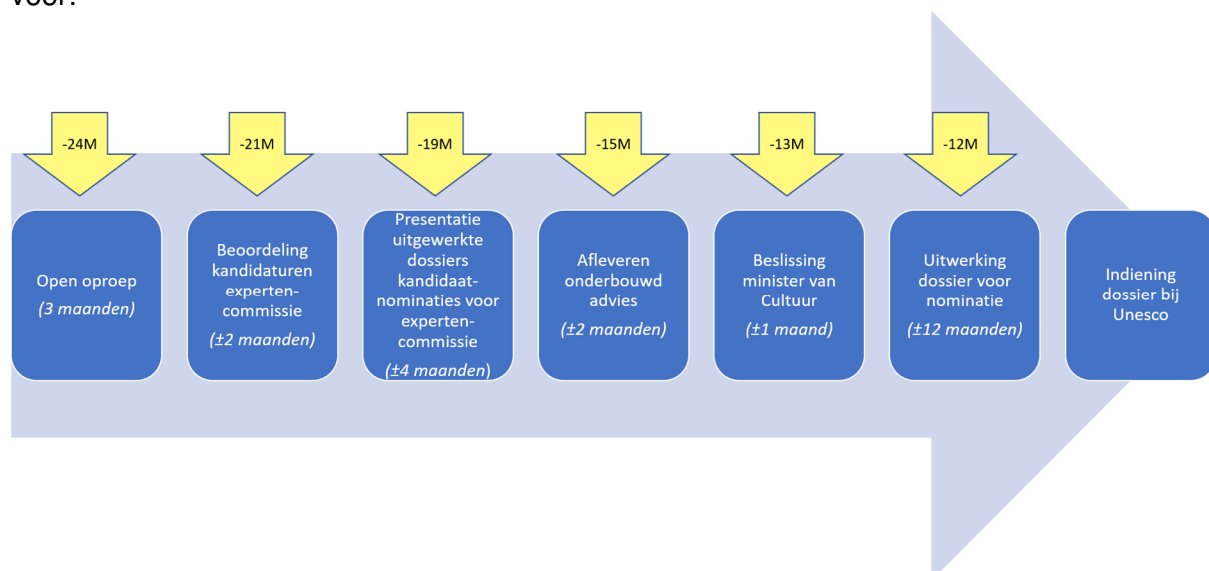 voor.
-24M
-21M
-19M
-15M
-13M
-12M
Open oproep
(3 maanden)
Beoordeling
kandidaturen
experten-
commissie
(±2 maanden)
Presentatie
uitgewerkte
dossiers
kandidaat-
nominaties voor
experten-
commissie
(±4 maanden)
Afleveren
onderbouwd
advies
(±2 maanden)
Beslissing
minister van
Cultuur
(±1 maand)
Uitwerking
dossier voor
nominatie
(±12 maanden)
Indiening
dossier bij
Unesco